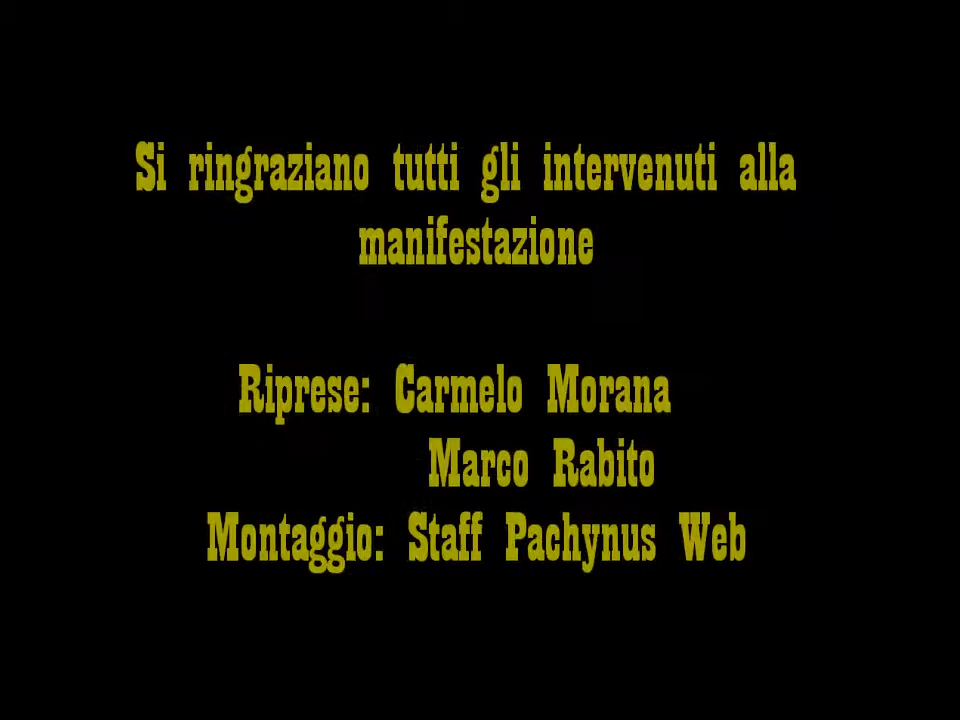 Si ringraziano tutti gli intervenuti alla
manifestazione
Riprese: Carmelo Morana
Marco Rabito
Montaggio: Staff Pachynus Web